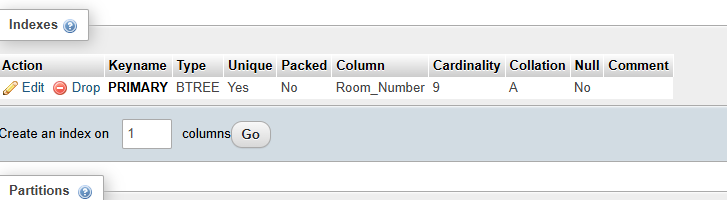 Indexes
Action Keyname Type Unique Packed Column Cardinality Collation Null Comment
Edit Drop PRIMARY BTREE Yes No Room_Number 9 A No
Create an index on 1 columns Go
Partitions